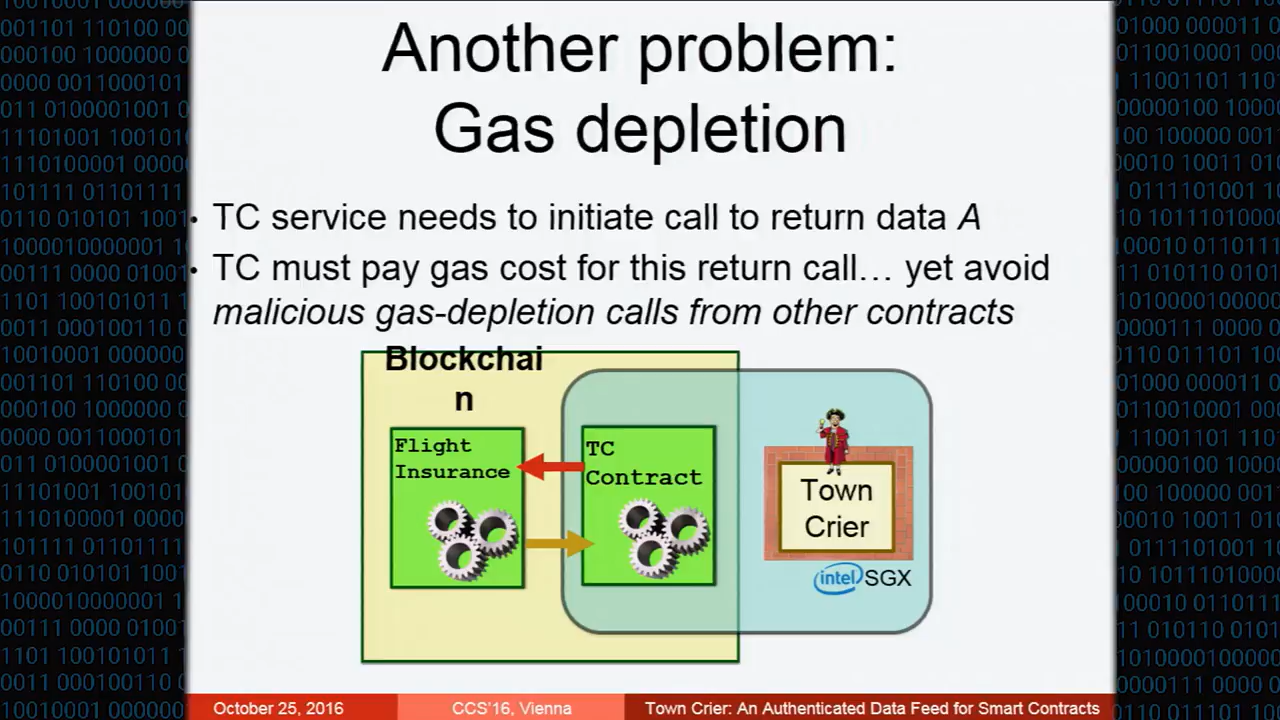 Another problem:
Gas depletion
• TC service needs to initiate call to return data A
• TC must pay gas cost for this return call… yet avoid
malicious gas-depletion calls from other contracts
Blockchai
n
Flight
Insurance
TC
Contract
Town
Crier
intel SGX
October 25, 2016
CCS'16, Vienna
Town Crier: An Authenticated Data Feed for Smart Contracts